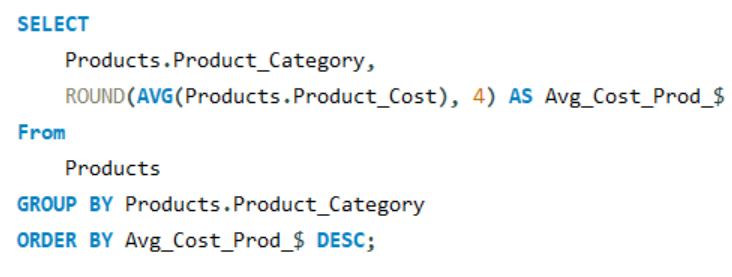 SELECT
Products.Product_Category,
ROUND(AVG(Products.Product_Cost), 4) AS Avg_Cost_Prod_$
From
Products
GROUP BY Products.Product_Category
ORDER BY Avg_Cost_Prod_$ DESC;